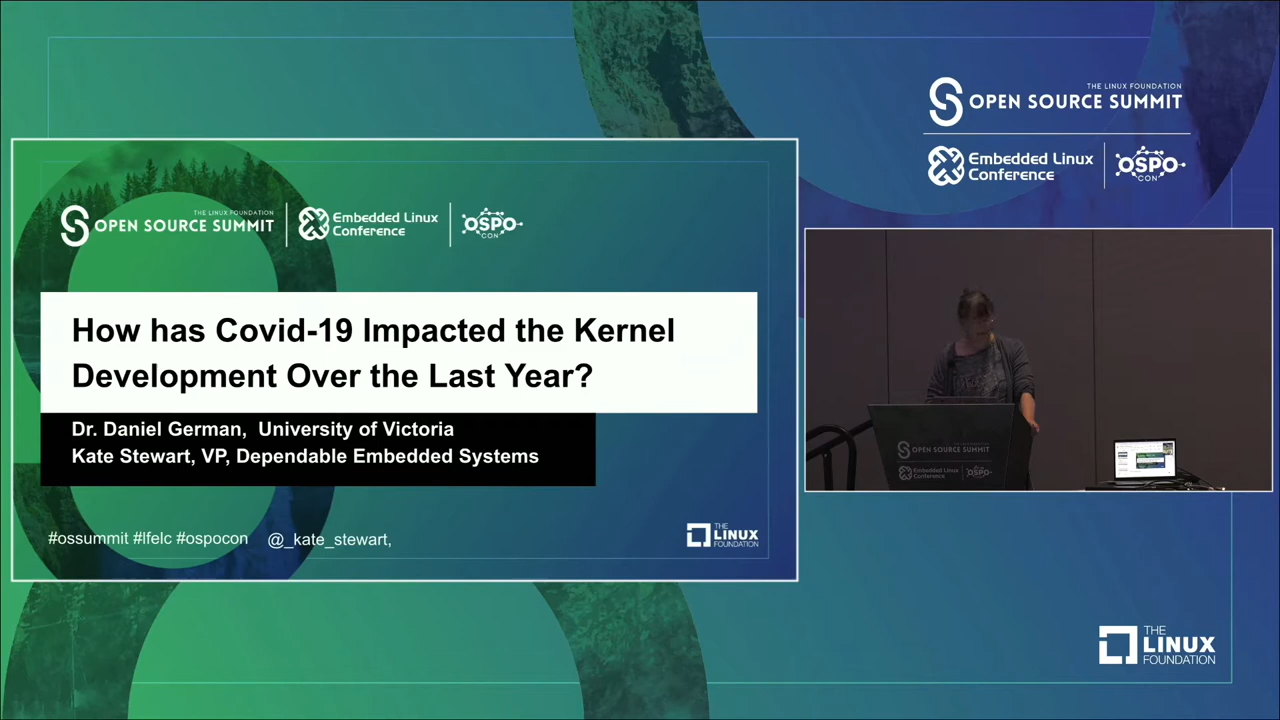 THE LINUX FOUNDATION
OPEN SOURCE SUMMIT
Embedded Linux
Conference
OSPO
CON
THE LINUX FOUNDATION
OPEN SOURCE SUMMIT
Embedded Linux
Conference
OSPO
CON
How has Covid-19 Impacted the Kernel
Development Over the Last Year?
Dr. Daniel German, University of Victoria
Kate Stewart, VP, Dependable Embedded Systems
#ossummit #lfelc #ospocon @_kate_stewart,
THE
LINUX
FOUNDATION
OPEN SOURCE SUMMIT
Embedded Linux
Conference
OSPO
CON
THE
LINUX
FOUNDATION